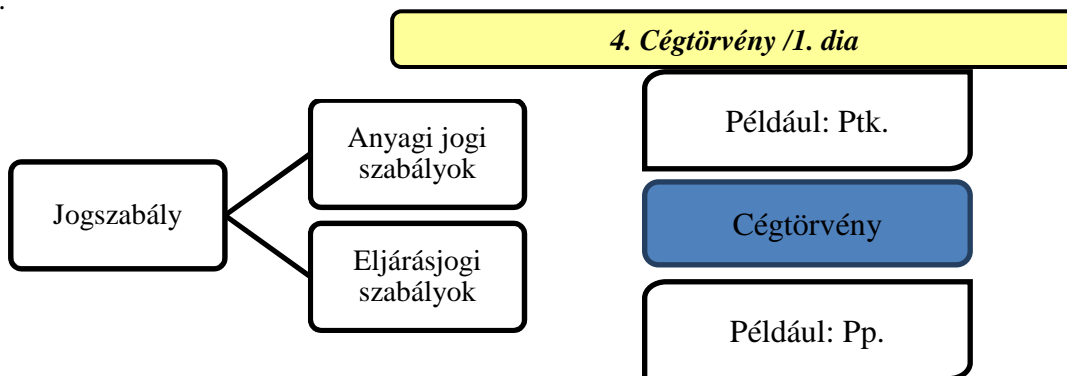 .
4. Cégtörvény /1. dia
Jogszabály
Anyagi jogi
szabályok
Eljárásjogi
szabályok
Például: Ptk.
Cégtörvény
Például: Pp.